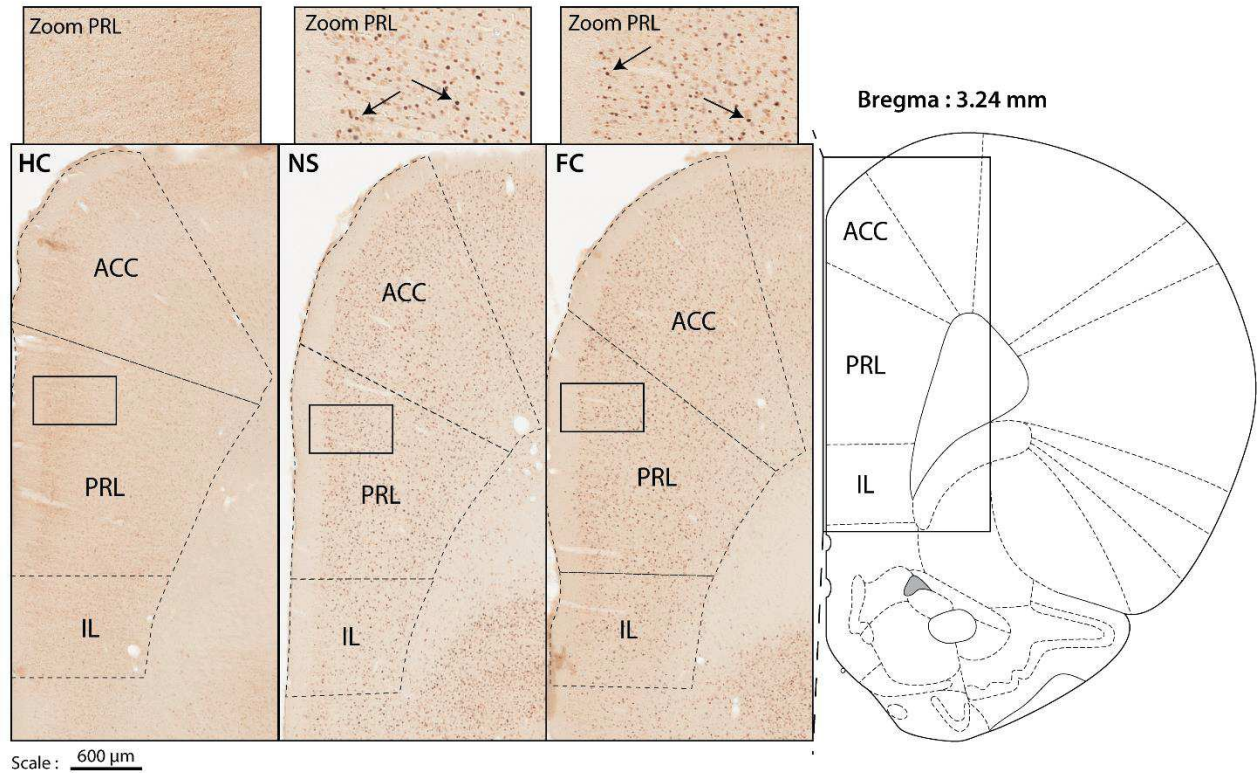 Zoom PRL
Zoom PRL
Zoom PRL
Bregma : 3.24 mm
HC
NS
FC
ACC
ACC
ACC
ACC
PRL
PRL
PRL
PRL
IL
IL
IL
IL
Scale : 600 µm